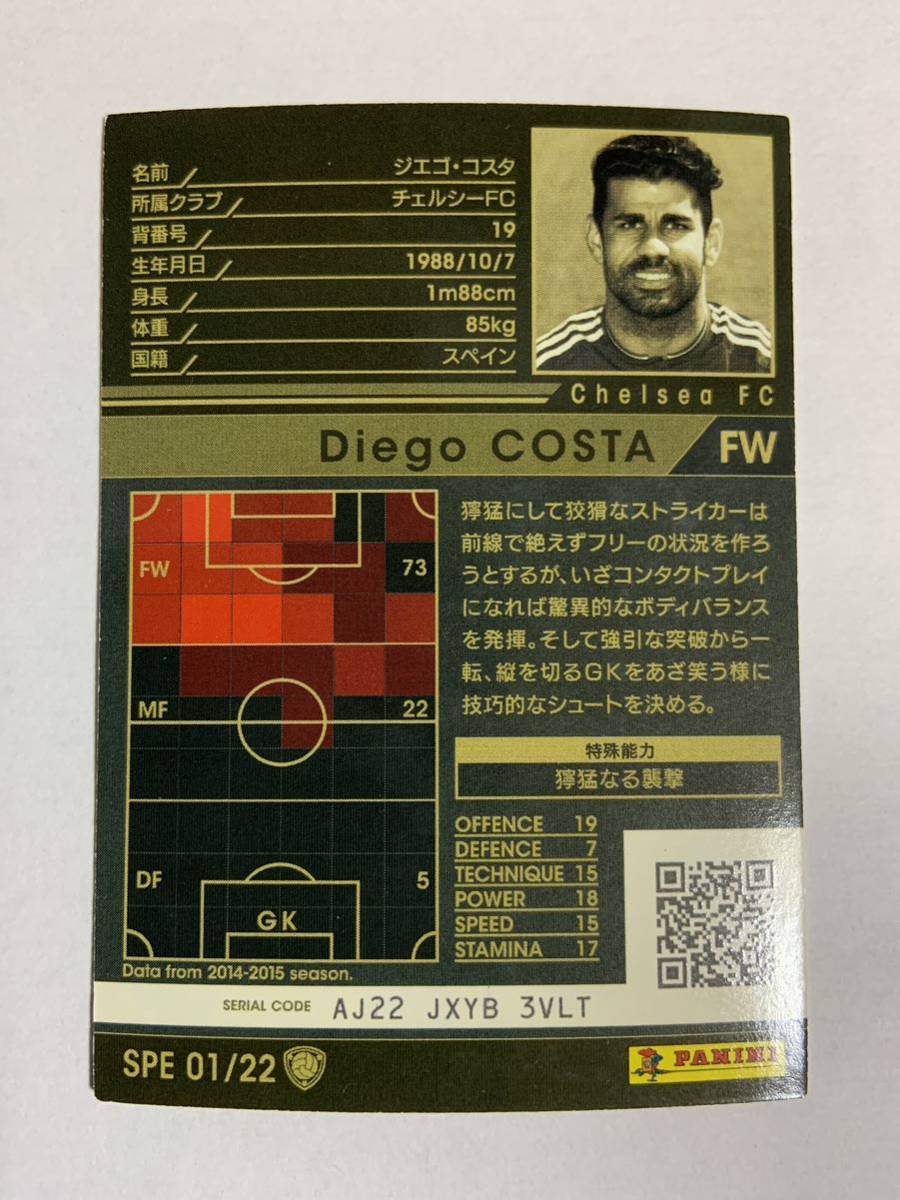 名前 ジエゴ・コスタ
所属クラブ チェルシーFC
背番号 19
生年月日 1988/10/7
身長 1m88cm
体重 85kg
国籍 スペイン
Chelsea FC
Diego COSTA FW
FW 73
MF 22
DF 5
GK
Data from 2014-2015 season.
獰猛にして狡猾なストライカーは
前線で絶えずフリーの状況を作ろ
うとするが、いざコンタクトプレイ
になれば驚異的なボディバランス
を発揮。そして強引な突破から一
転、縦を切るGKをあざ笑う様に
技巧的なシュートを決める。
特殊能力
獰猛なる襲撃
OFFENCE 19
DEFENCE 7
TECHNIQUE 15
POWER 18
SPEED 15
STAMINA 17
SERIAL CODE AJ22 JXYB 3VLT
SPE 01/22
PANINI